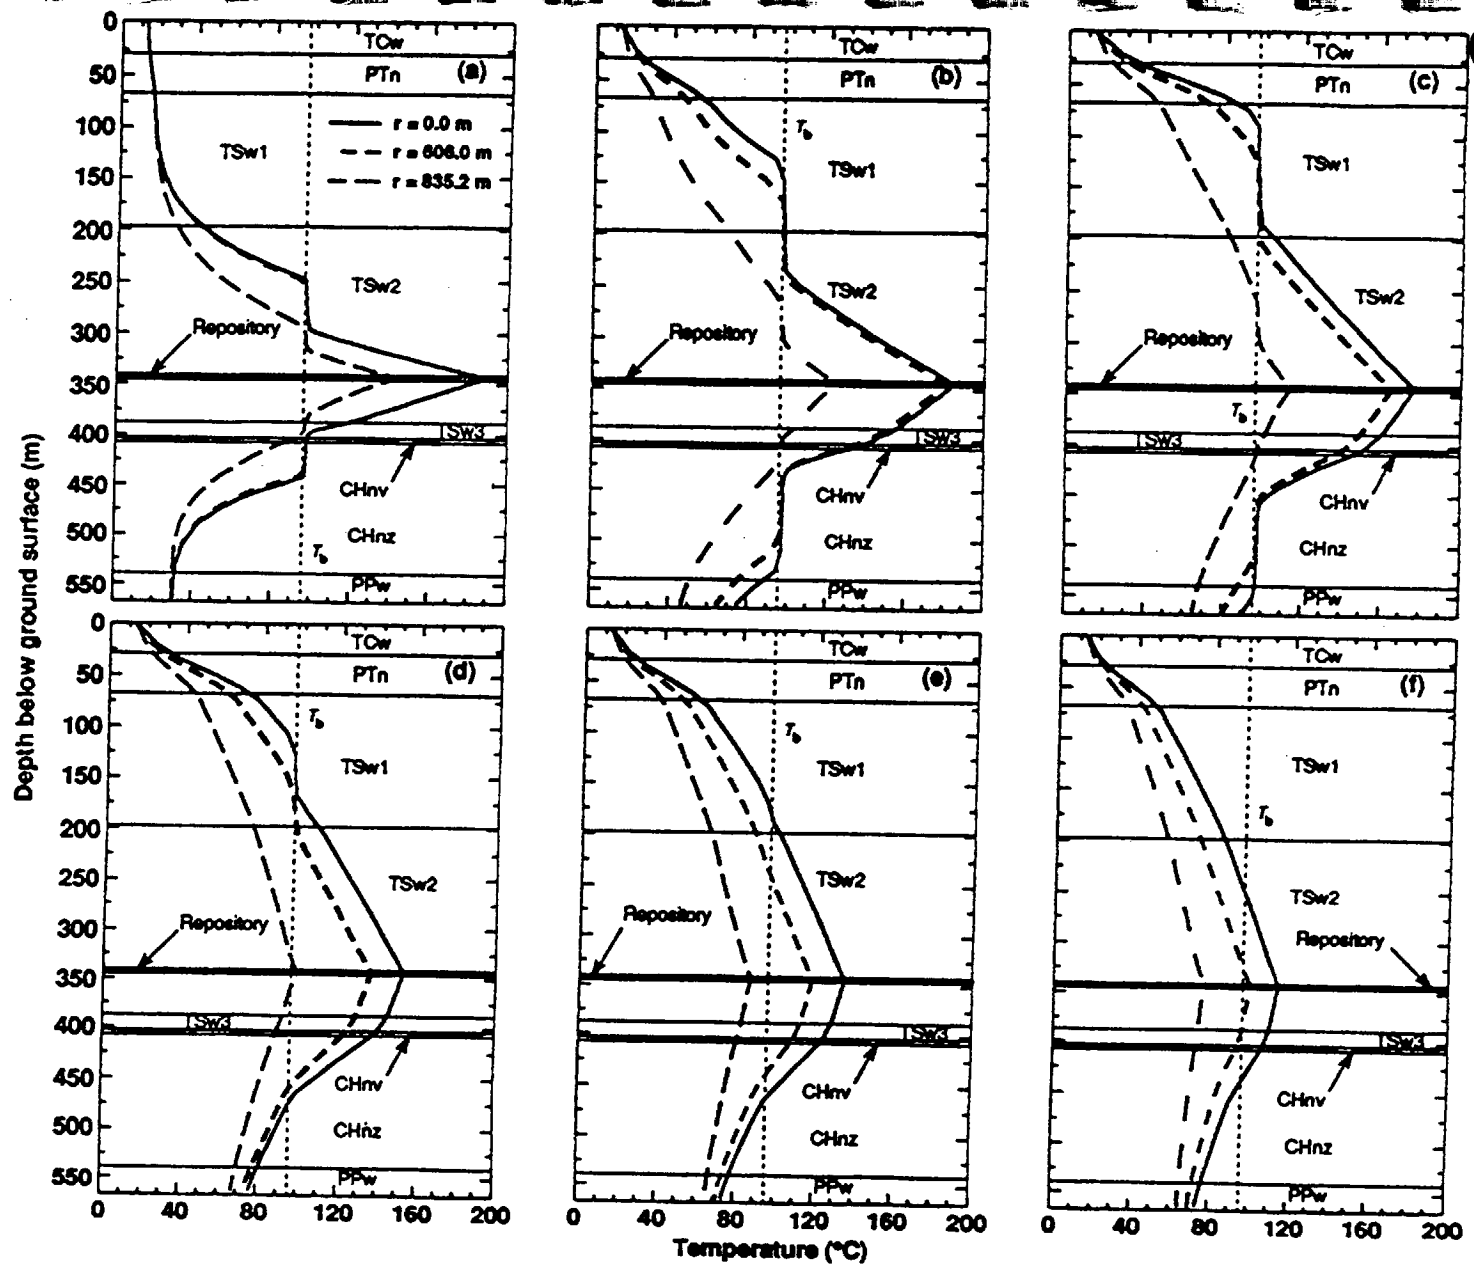 TCw
PTn
(a)
r = 0.0 m
r = 606.0 m
r = 835.2 m
TSw1
TSw2
Repository
TSw3
CHnv
CHnz
Tb
PPw
0
50
100
150
200
250
300
350
400
450
500
550
TCw
PTn
(b)
Tb
TSw1
TSw2
Repository
TSw3
CHnv
CHnz
PPw
TCw
PTn
(c)
TSw1
TSw2
Repository
Tb
TSw3
CHnv
CHnz
PPw
Depth below ground surface (m)
TCw
PTn
(d)
Tb
TSw1
TSw2
Repository
TSw3
CHnv
CHnz
PPw
0
50
100
150
200
250
300
350
400
450
500
550
0 40 80 120 160 200
TCw
PTn
(e)
Tb
TSw1
TSw2
Repository
TSw3
CHnv
CHnz
PPw
0 40 80 120 160 200
TCw
PTn
(f)
TSw1
Tb
TSw2
Repository
TSw3
CHnv
CHnz
PPw
0 40 80 120 160 200
Temperature (°C)